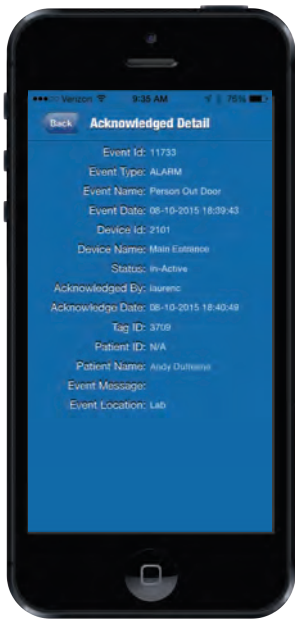 Verizon 9:35 AM 76%
Back Acknowledged Detail
Event Id: 11733
Event Type: ALARM
Event Name: Person Out Door
Event Date: 08-10-2015 18:39:43
Device Id: 2101
Device Name: Main Entrance
Status: In-Active
Acknowledged By: laurenc
Acknowledge Date: 08-10-2015 18:40:49
Tag ID: 3709
Patient ID: N/A
Patient Name: Andy
Event Message:
Event Location: Lab